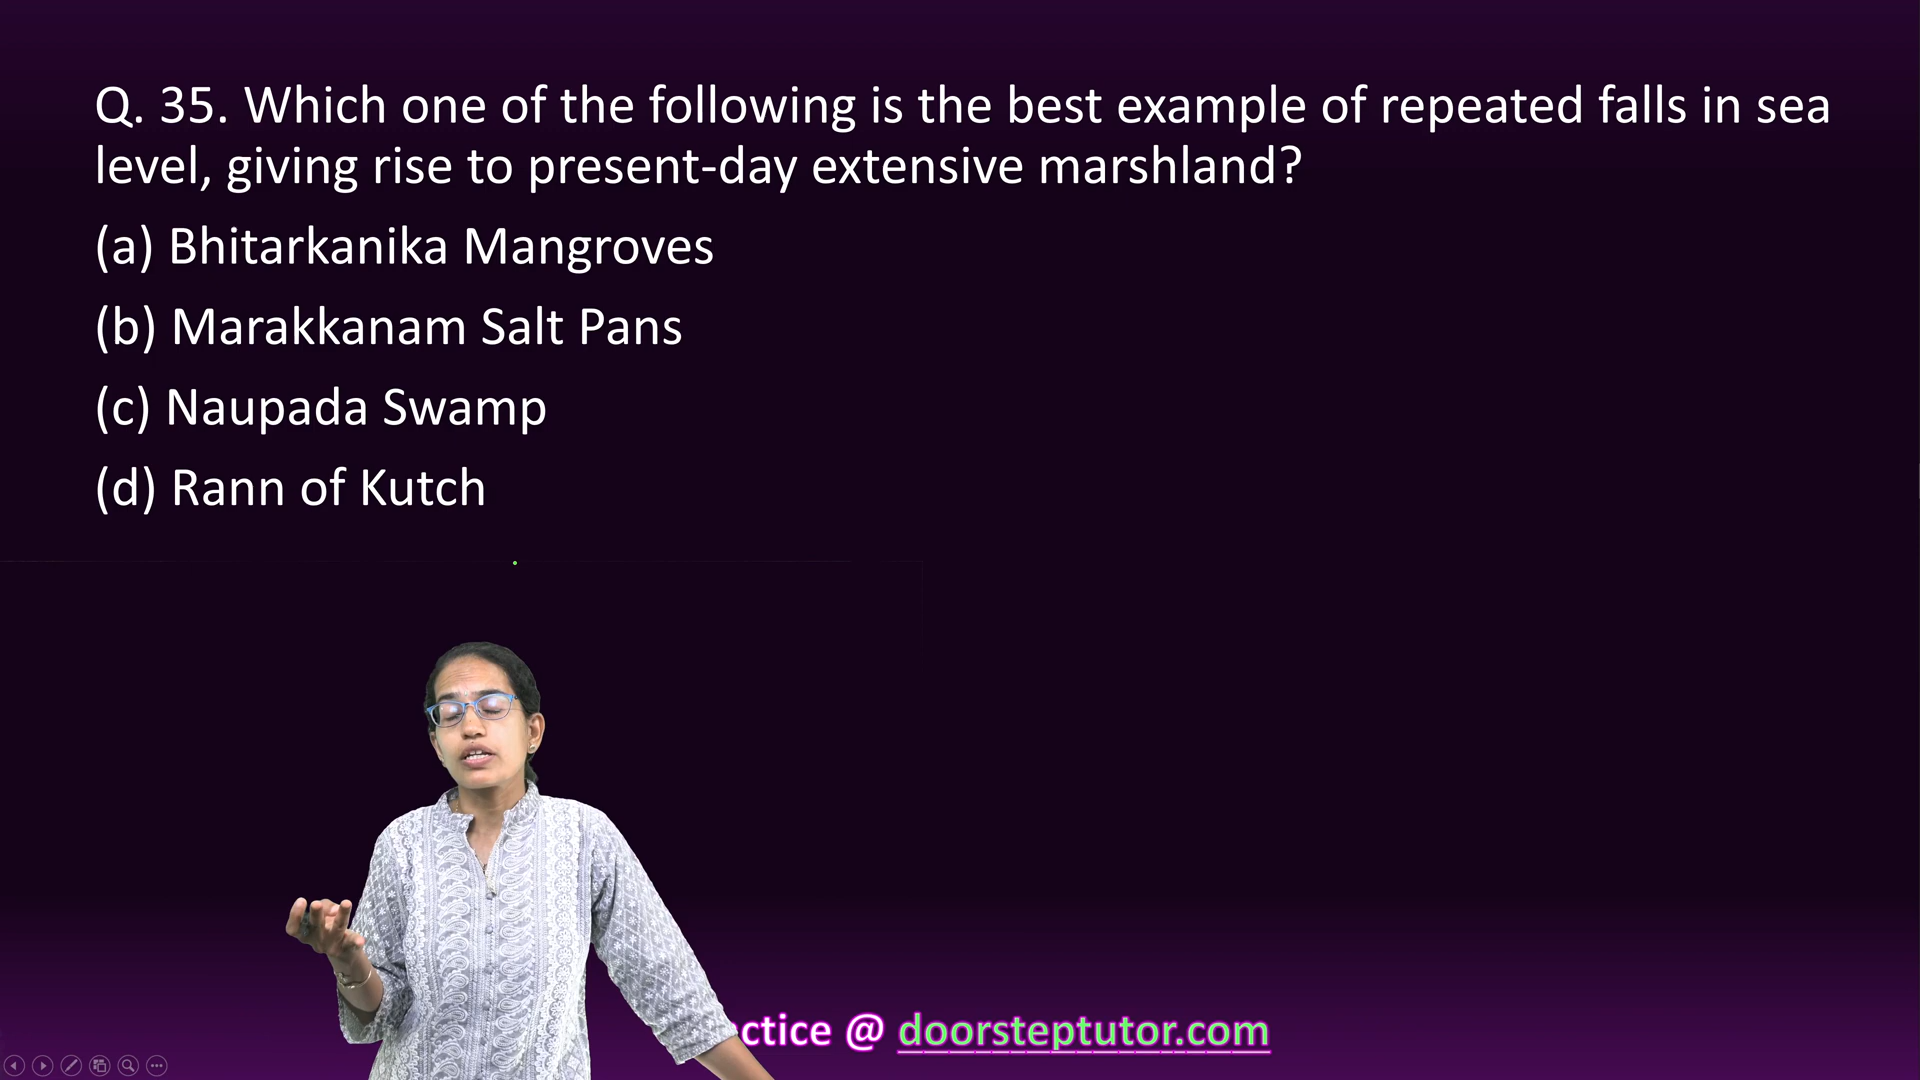 Q. 35. Which one of the following is the best example of repeated falls in sea
level, giving rise to present-day extensive marshland?
(a) Bhitarkanika Mangroves
(b) Marakkanam Salt Pans
(c) Naupada Swamp
(d) Rann of Kutch
ctice @ doorsteptutor.com